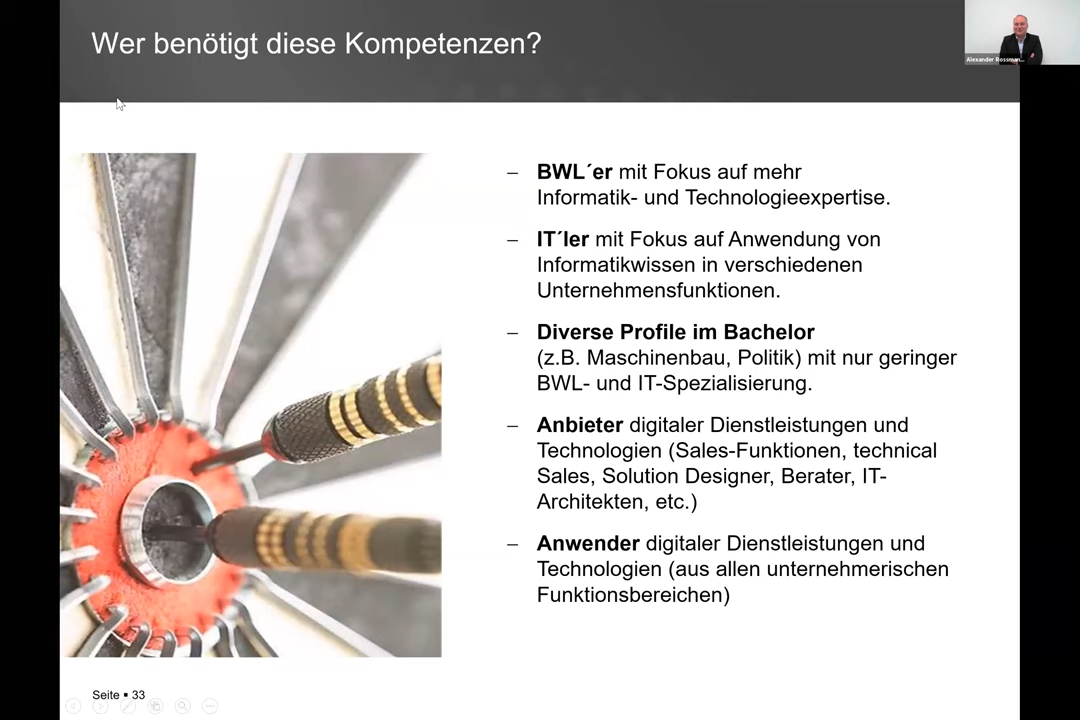 Wer benötigt diese Kompetenzen?
Alexander Rossman...
– BWL´er mit Fokus auf mehr
Informatik- und Technologieexpertise.
– IT´ler mit Fokus auf Anwendung von
Informatikwissen in verschiedenen
Unternehmensfunktionen.
– Diverse Profile im Bachelor
(z.B. Maschinenbau, Politik) mit nur geringer
BWL- und IT-Spezialisierung.
– Anbieter digitaler Dienstleistungen und
Technologien (Sales-Funktionen, technical
Sales, Solution Designer, Berater, IT-
Architekten, etc.)
– Anwender digitaler Dienstleistungen und
Technologien (aus allen unternehmerischen
Funktionsbereichen)
Seite ▪ 33